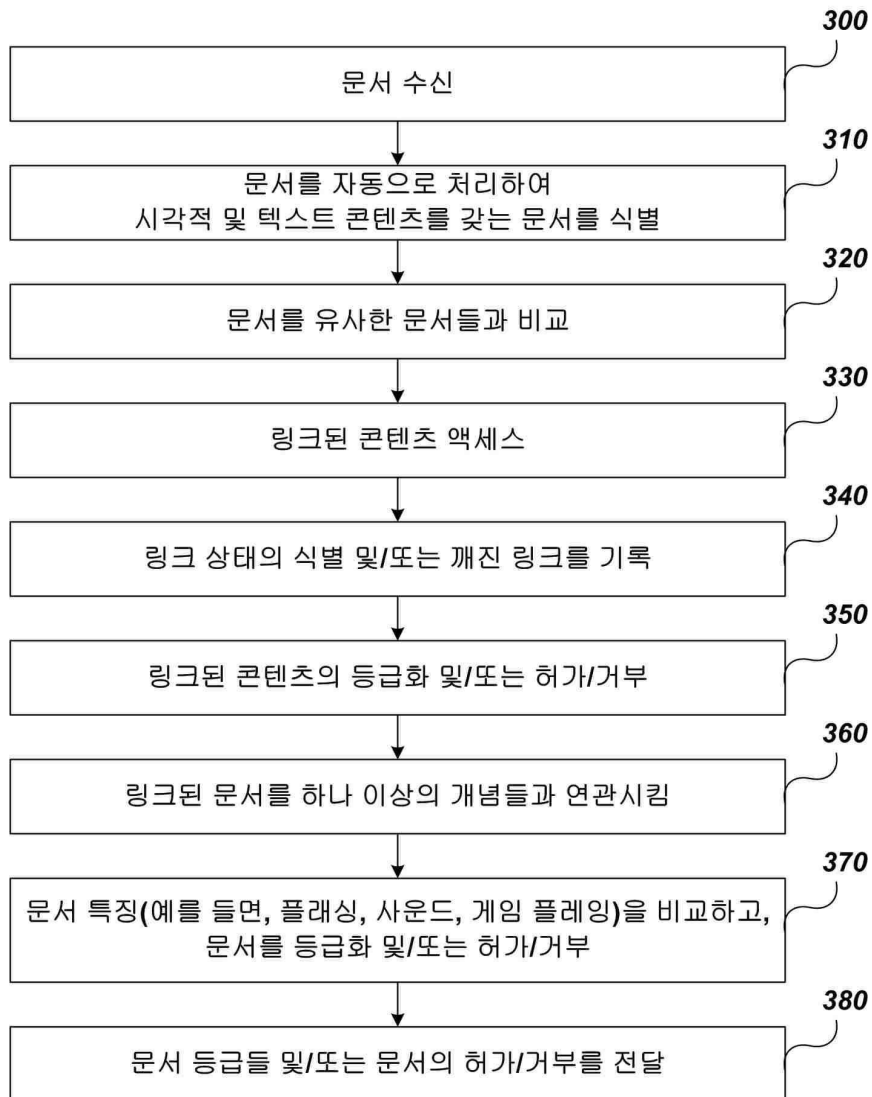 300
문서 수신
310
문서를 자동으로 처리하여
시각적 및 텍스트 콘텐츠를 갖는 문서를 식별
320
문서를 유사한 문서들과 비교
330
링크된 콘텐츠 액세스
340
링크 상태의 식별 및/또는 깨진 링크를 기록
350
링크된 콘텐츠의 등급화 및/또는 허가/거부
360
링크된 문서를 하나 이상의 개념들과 연관시킴
370
문서 특징(예를 들면, 플래싱, 사운드, 게임 플레잉)을 비교하고,
문서를 등급화 및/또는 허가/거부
380
문서 등급들 및/또는 문서의 허가/거부를 전달